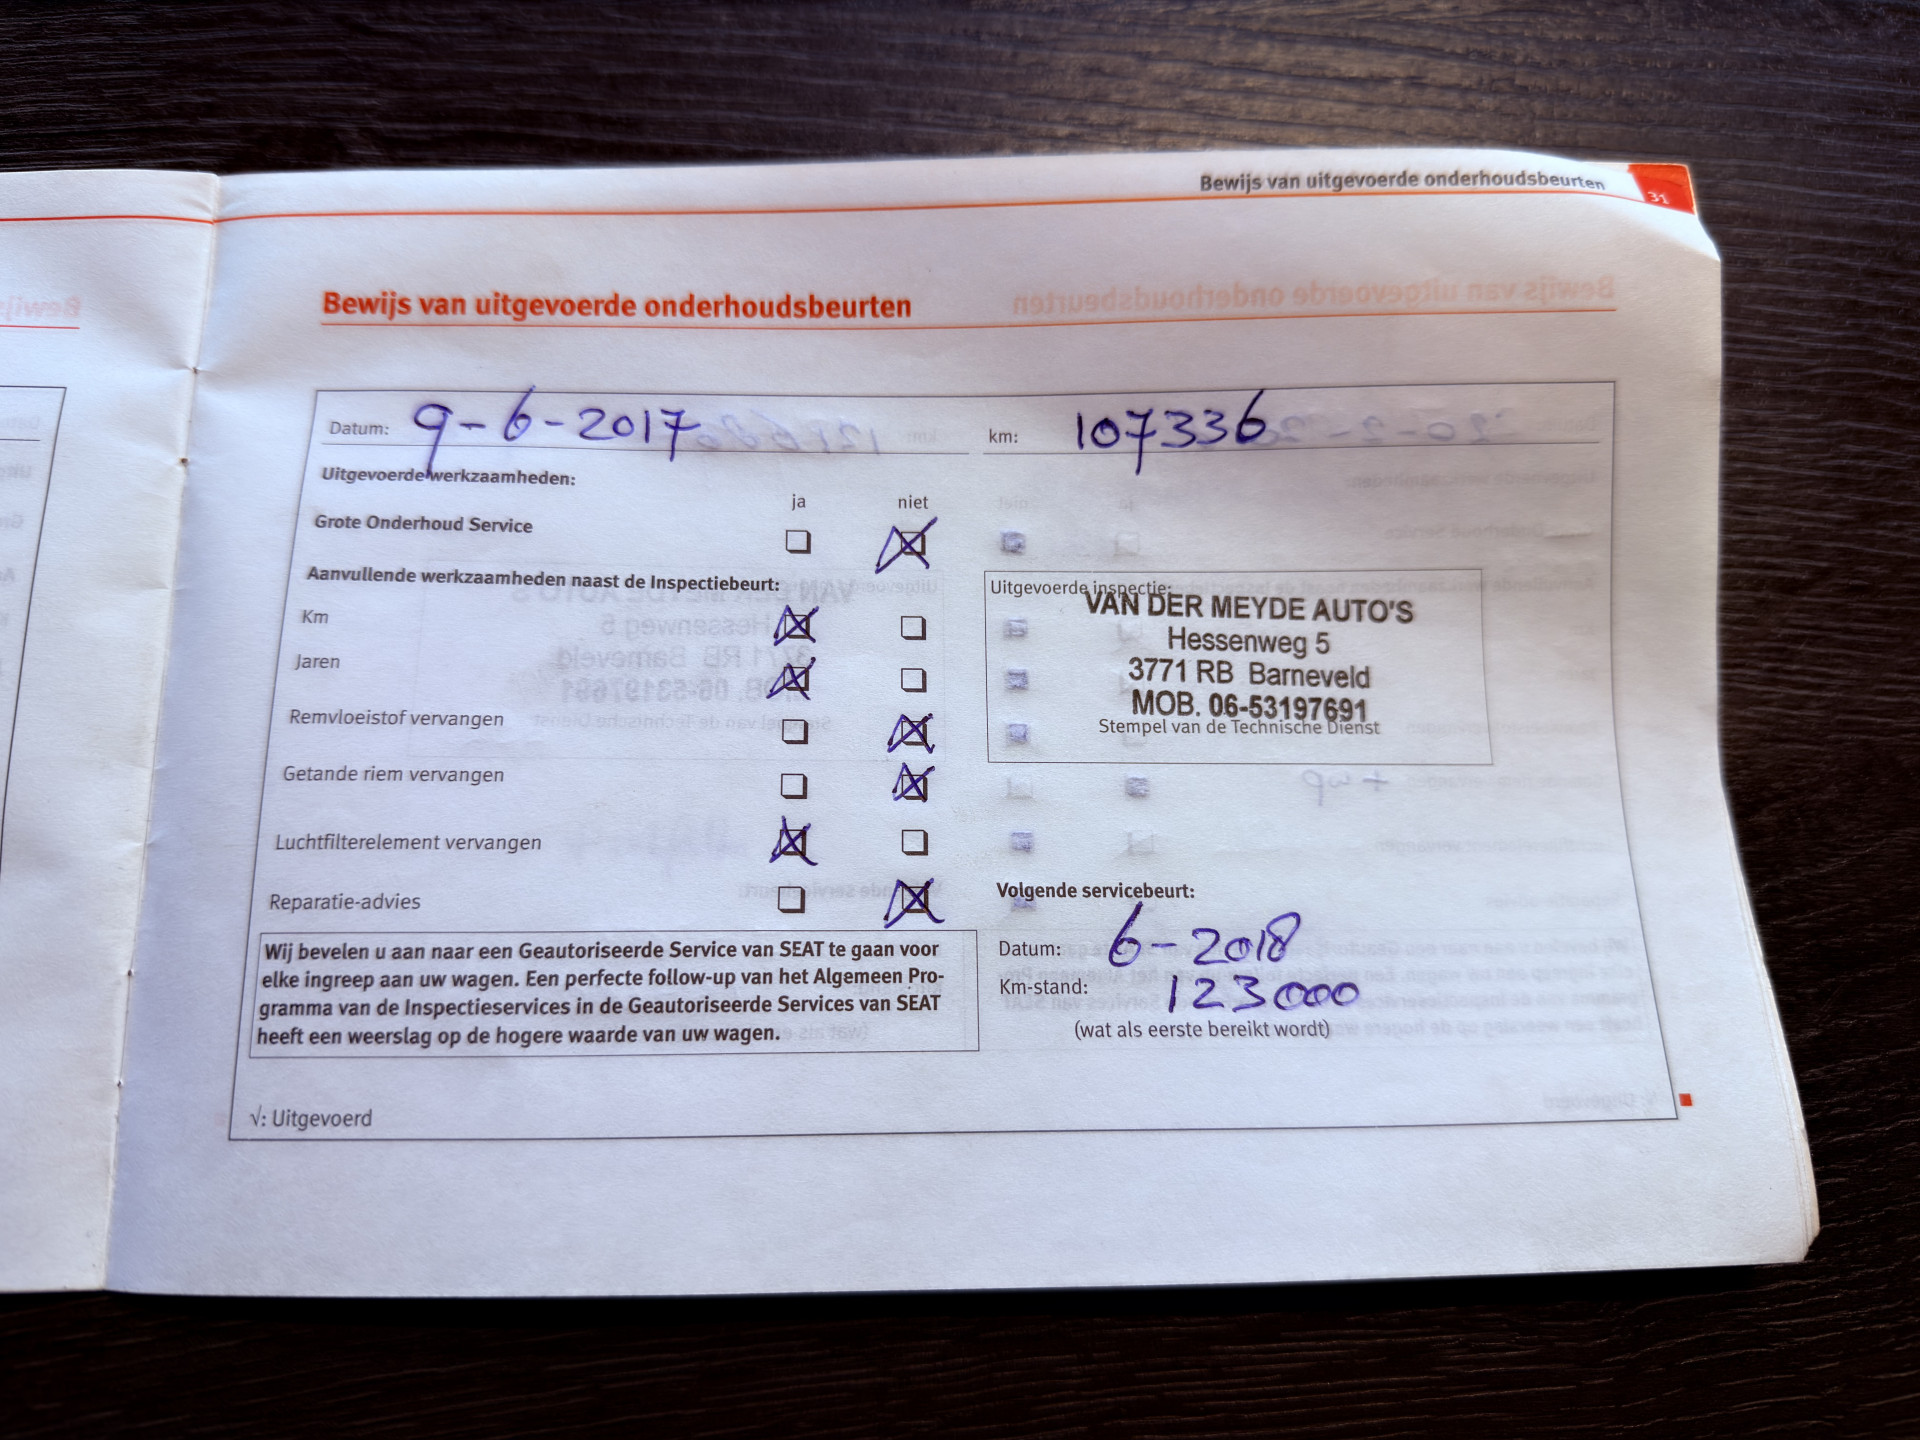 Bewijs van uitgevoerde onderhoudsbeurten
31
Bewijs van uitgevoerde onderhoudsbeurten
Datum: 9-6-2017
km: 107336
Uitgevoerde werkzaamheden:
ja niet
Grote Onderhoud Service
Aanvullende werkzaamheden naast de Inspectiebeurt:
Km
Jaren
Remvloeistof vervangen
Getande riem vervangen
Luchtfilterelement vervangen
Reparatie-advies
Uitgevoerde inspectie:
VAN DER MEYDE AUTO'S
Hessenweg 5
3771 RB Barneveld
MOB. 06-53197691
Stempel van de Technische Dienst
Volgende servicebeurt:
Datum: 6-2018
Km-stand: 123000
(wat als eerste bereikt wordt)
Wij bevelen u aan naar een Geautoriseerde Service van SEAT te gaan voor
elke ingreep aan uw wagen. Een perfecte follow-up van het Algemeen Pro-
gramma van de Inspectieservices in de Geautoriseerde Services van SEAT
heeft een weerslag op de hogere waarde van uw wagen.
√: Uitgevoerd